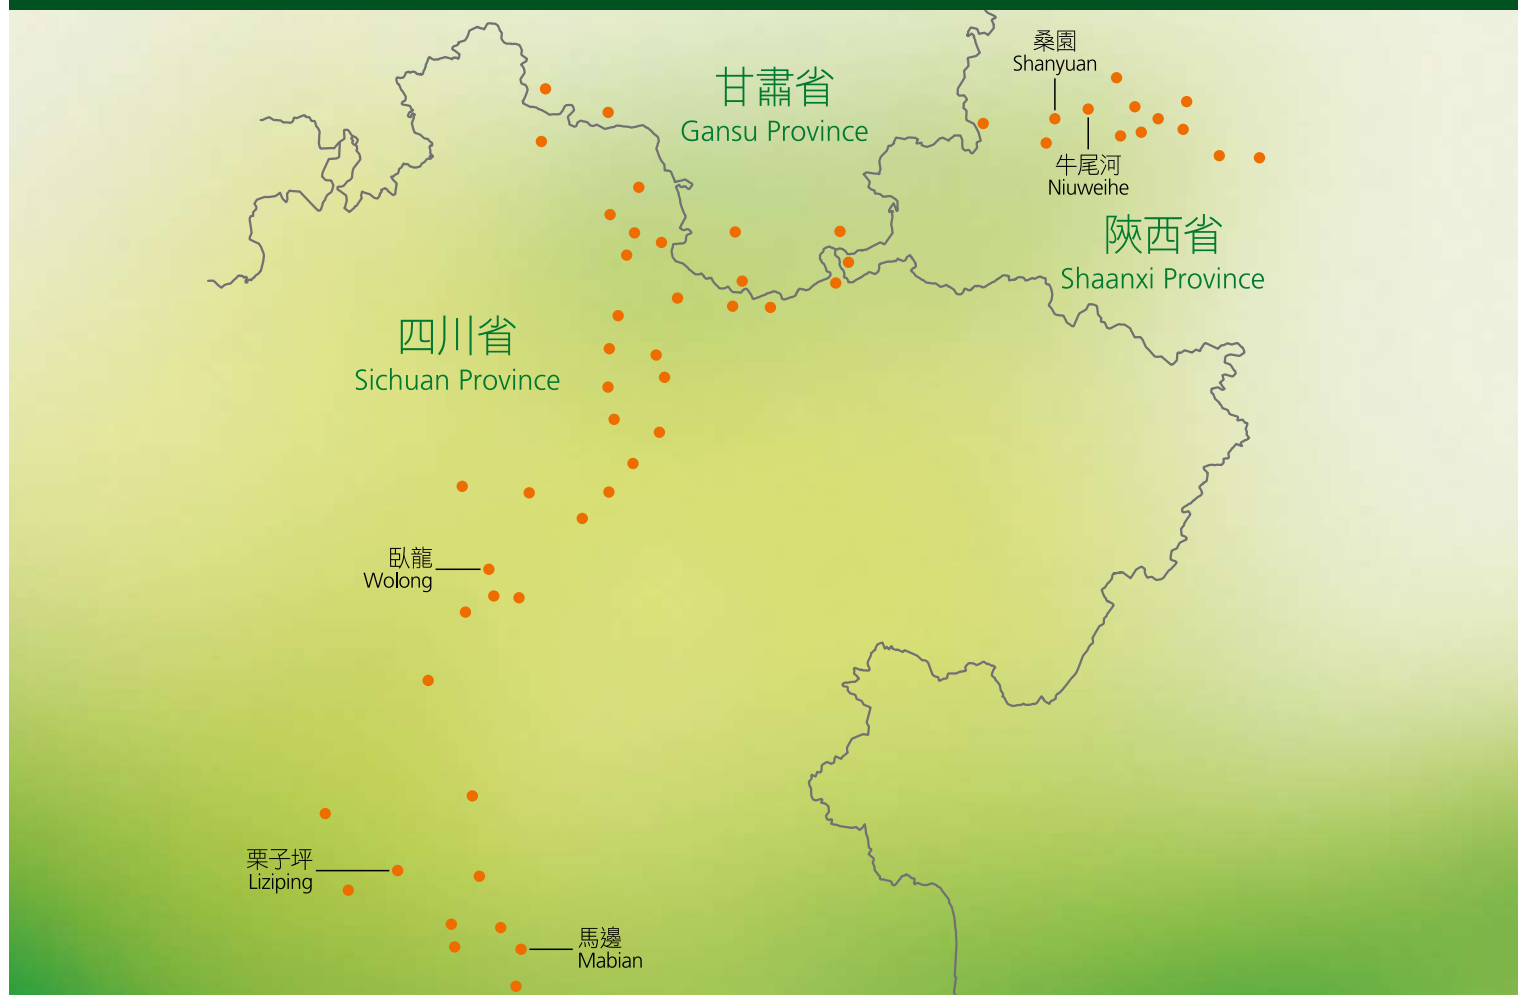 桑園
Shanyuan
甘肅省
Gansu Province
牛尾河
Niuweihe
陝西省
Shaanxi Province
四川省
Sichuan Province
臥龍
Wolong
栗子坪
Liziping
馬邊
Mabian